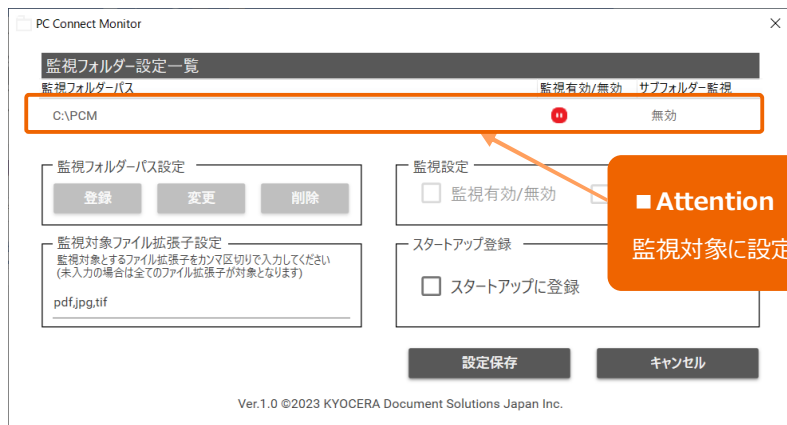 PC Connect Monitor
監視フォルダー設定一覧
監視フォルダーパス 監視有効/無効 サブフォルダー監視
C:\PCM 無効
監視フォルダーパス設定
登録 変更 削除
監視設定
監視有効/無効
■Attention
監視対象に設定
監視対象ファイル拡張子設定
監視対象とするファイル拡張子をカンマ区切りで入力してください
(未入力の場合は全てのファイル拡張子が対象となります)
pdf,jpg,tif
スタートアップ登録
スタートアップに登録
設定保存 キャンセル
Ver.1.0 ©2023 KYOCERA Document Solutions Japan Inc.